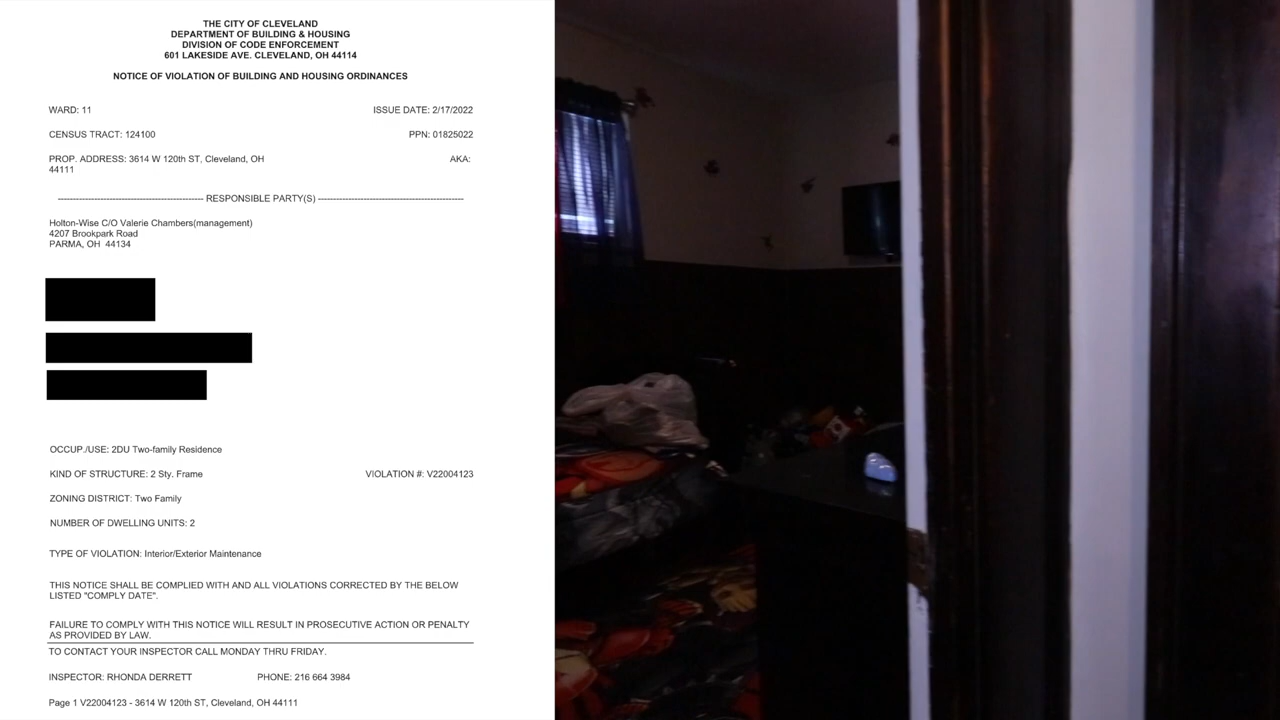 THE CITY OF CLEVELAND
DEPARTMENT OF BUILDING & HOUSING
DIVISION OF CODE ENFORCEMENT
601 LAKESIDE AVE. CLEVELAND, OH 44114
NOTICE OF VIOLATION OF BUILDING AND HOUSING ORDINANCES
WARD: 11 ISSUE DATE: 2/17/2022
CENSUS TRACT: 124100 PPN: 01825022
PROP. ADDRESS: 3614 W 120th ST, Cleveland, OH AKA:
44111
---------------------------------------------- RESPONSIBLE PARTY(S) ----------------------------------------------
Holton-Wise C/O Valerie Chambers(management)
4207 Brookpark Road
PARMA, OH 44134
OCCUP./USE: 2DU Two-family Residence
KIND OF STRUCTURE: 2 Sty. Frame VIOLATION #: V22004123
ZONING DISTRICT: Two Family
NUMBER OF DWELLING UNITS: 2
TYPE OF VIOLATION: Interior/Exterior Maintenance
THIS NOTICE SHALL BE COMPLIED WITH AND ALL VIOLATIONS CORRECTED BY THE BELOW
LISTED "COMPLY DATE".
FAILURE TO COMPLY WITH THIS NOTICE WILL RESULT IN PROSECUTIVE ACTION OR PENALTY
AS PROVIDED BY LAW.
TO CONTACT YOUR INSPECTOR CALL MONDAY THRU FRIDAY.
INSPECTOR: RHONDA DERRETT PHONE: 216 664 3984
Page 1 V22004123 - 3614 W 120th ST, Cleveland, OH 44111